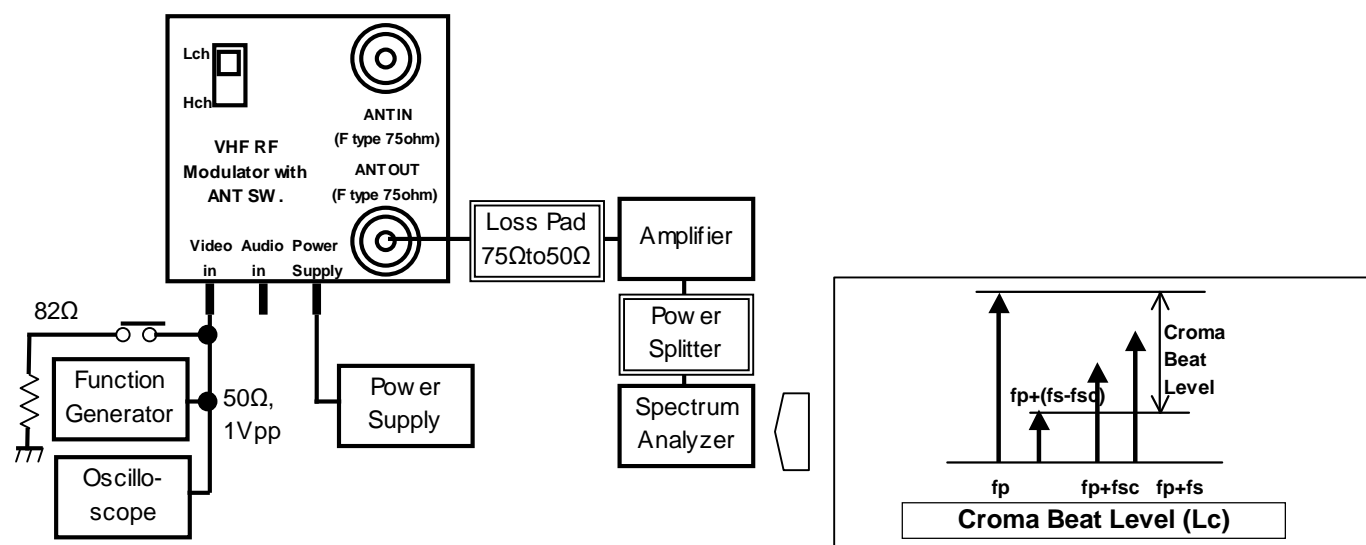 Lch
Hch
ANT IN
(F type 75ohm)
VHF RF
Modulator with
ANT SW.
ANT OUT
(F type 75ohm)
Video
in
Audio
in
Power
Supply
Loss Pad
75Ωto50Ω
Amplifier
Power
Splitter
Spectrum
Analyzer
82Ω
Function
Generator
50Ω,
1Vpp
Power
Supply
Oscillo-
scope
Croma
Beat
Level
fp+(fs-fsc)
fp
fp+fsc
fp+fs
Croma Beat Level (Lc)